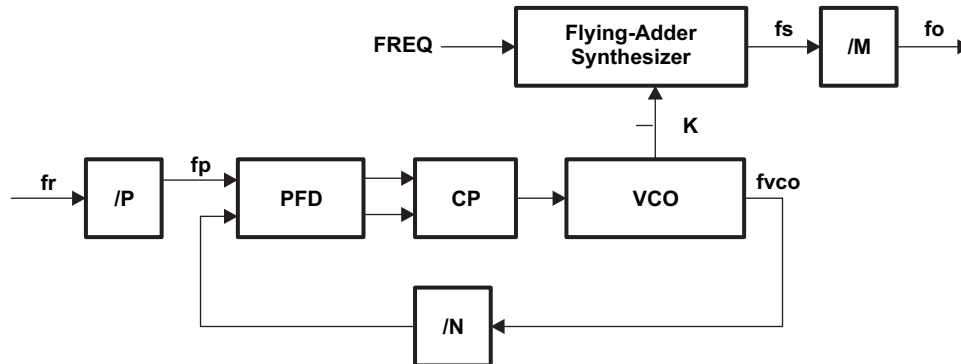 FREQ
Flying-Adder
Synthesizer
fs
/M
fo
K
fr
/P
fp
PFD
CP
VCO
fvco
/N